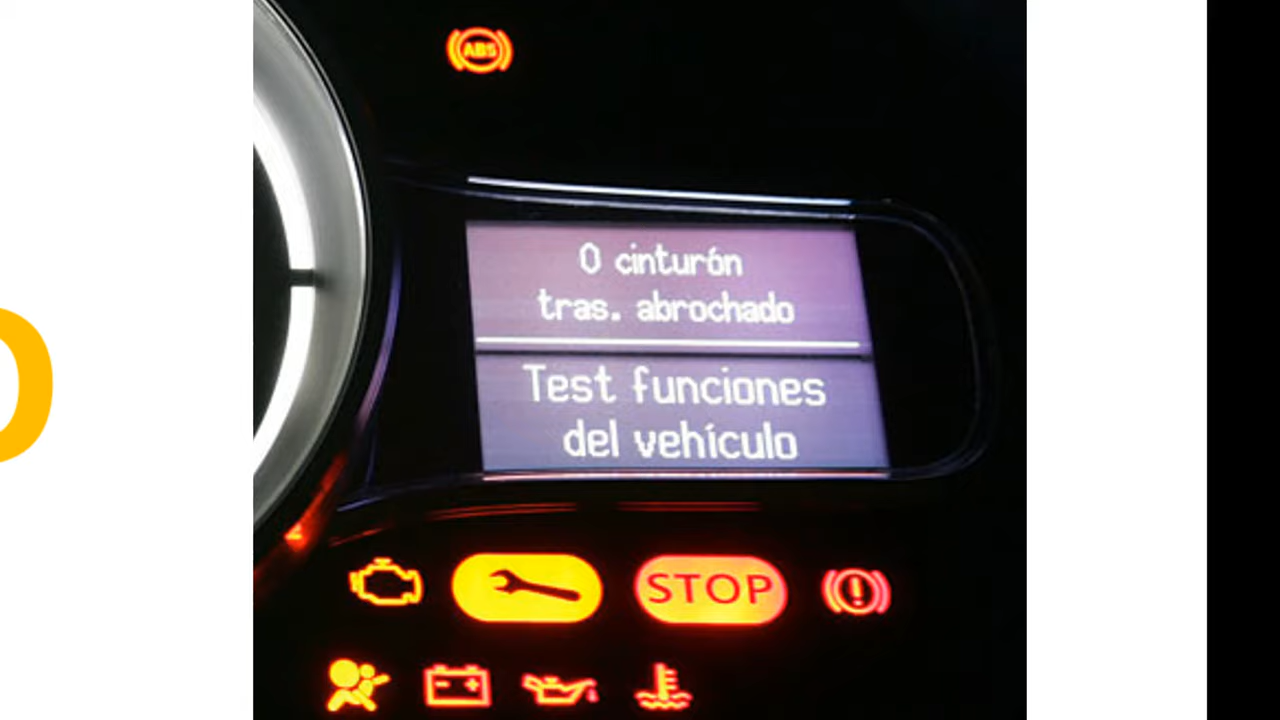 ABS
0 cinturón
tras. abrochado
Test funciones
del vehículo
STOP